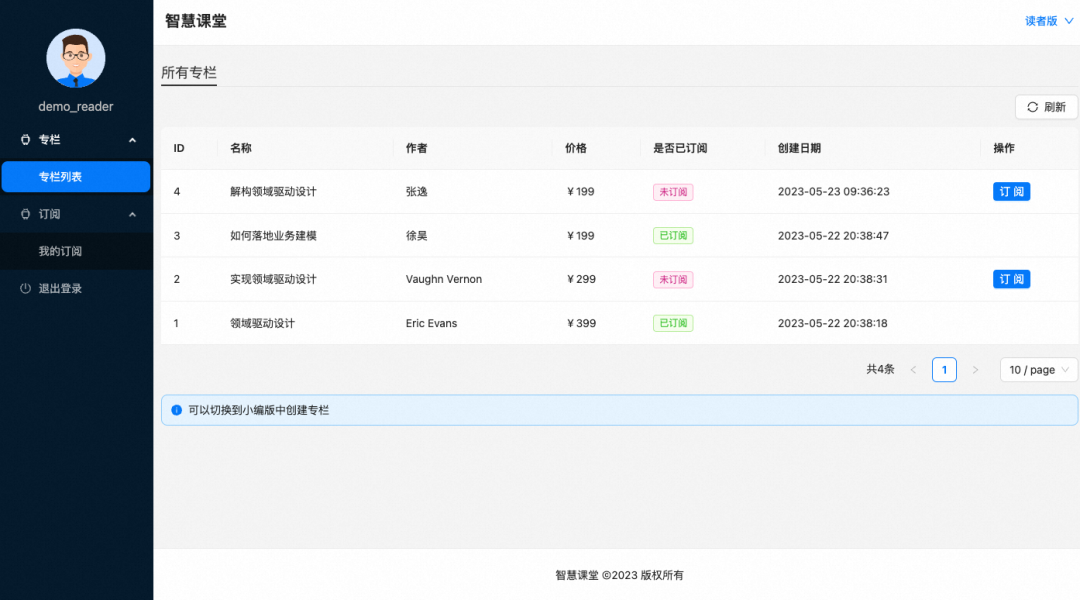 智慧课堂
读者版
demo_reader
专栏
专栏列表
订阅
我的订阅
退出登录
所有专栏
刷新
ID 名称 作者 价格 是否已订阅 创建日期 操作
4 解构领域驱动设计 张逸 ￥199 未订阅 2023-05-23 09:36:23 订 阅
3 如何落地业务建模 徐昊 ￥199 已订阅 2023-05-22 20:38:47
2 实现领域驱动设计 Vaughn Vernon ￥299 未订阅 2023-05-22 20:38:31 订 阅
1 领域驱动设计 Eric Evans ￥399 已订阅 2023-05-22 20:38:18
共4条 < 1 > 10 / page
可以切换到小编版中创建专栏
智慧课堂 ©2023 版权所有